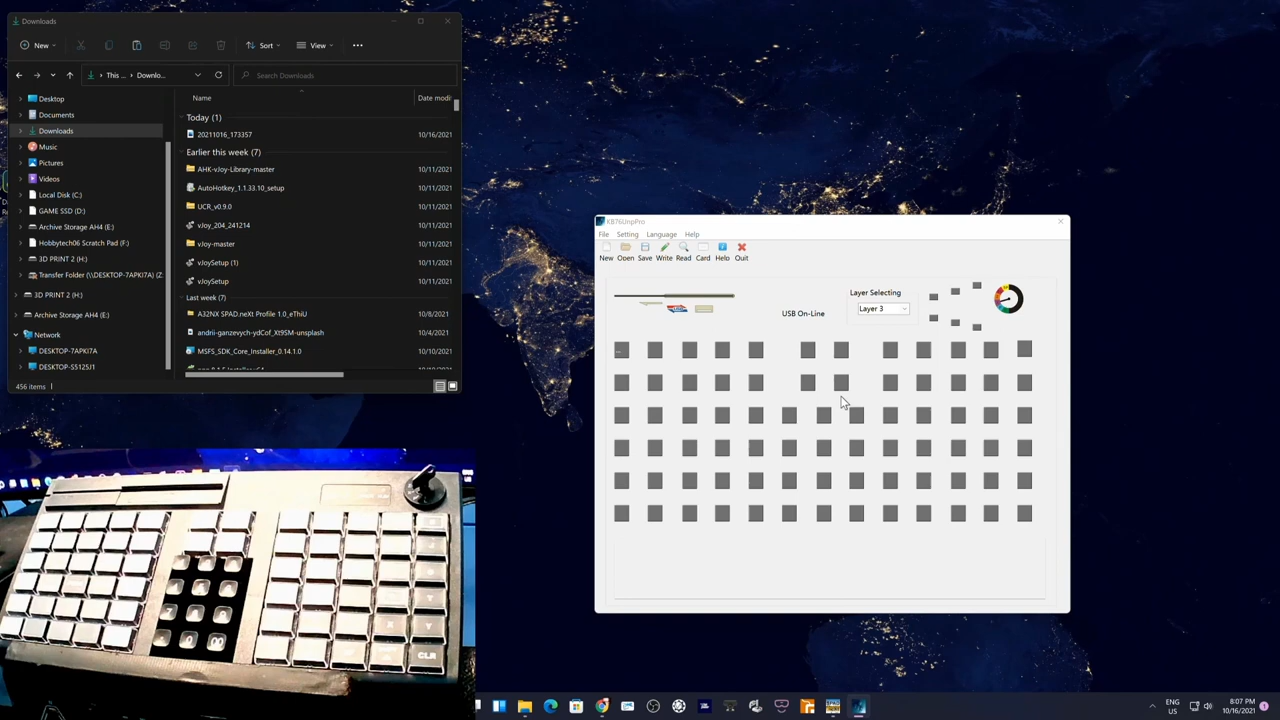 Downloads
New
Sort
View
This ...
Downlo...
Search Downloads
Name
Date modi
Desktop
Documents
Downloads
Music
Pictures
Videos
Local Disk (C:)
GAME SSD (D:)
Archive Storage AH4 (E:)
Hobbytech06 Scratch Pad (F:)
3D PRINT 2 (H:)
Transfer Folder (\\DESKTOP-7APKI7A) (Z:
3D PRINT 2 (H:)
Archive Storage AH4 (E:)
Network
DESKTOP-7APKI7A
DESKTOP-S5125J1
Today (1)
20211016_173357 10/16/2021
Earlier this week (7)
AHK-vJoy-Library-master 10/11/2021
AutoHotkey_1.1.33.10_setup 10/11/2021
UCR_v0.9.0 10/11/2021
vJoy_204_241214 10/11/2021
vJoy-master 10/11/2021
vJoySetup (1) 10/11/2021
vJoySetup 10/11/2021
Last week (7)
A32NX SPAD.neXt Profile 1.0_eThiU 10/8/2021
andrii-ganzevych-ydCof_Xt9SM-unsplash 10/4/2021
MSFS_SDK_Core_Installer_0.14.1.0 10/10/2021
456 items
KB76UnpPro
File Setting Language Help
New Open Save Write Read Card Help Quit
Layer Selecting
USB On-Line
Layer 3
CLR
ENG
US
8:07 PM
10/16/2021